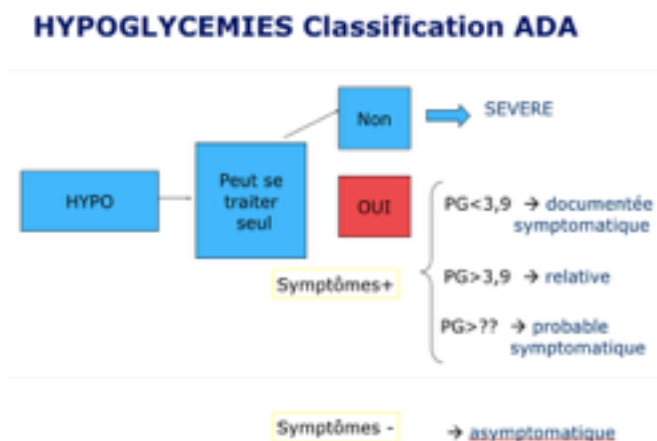 HYPOGLYCEMIES Classification ADA
Non
SEVERE
HYPO
Peut se
traiter
seul
OUI
PG<3,9 → documentée
symptomatique
Symptômes+
PG>3,9 → relative
PG>?? → probable
symptomatique
Symptômes -
→ asymptomatique